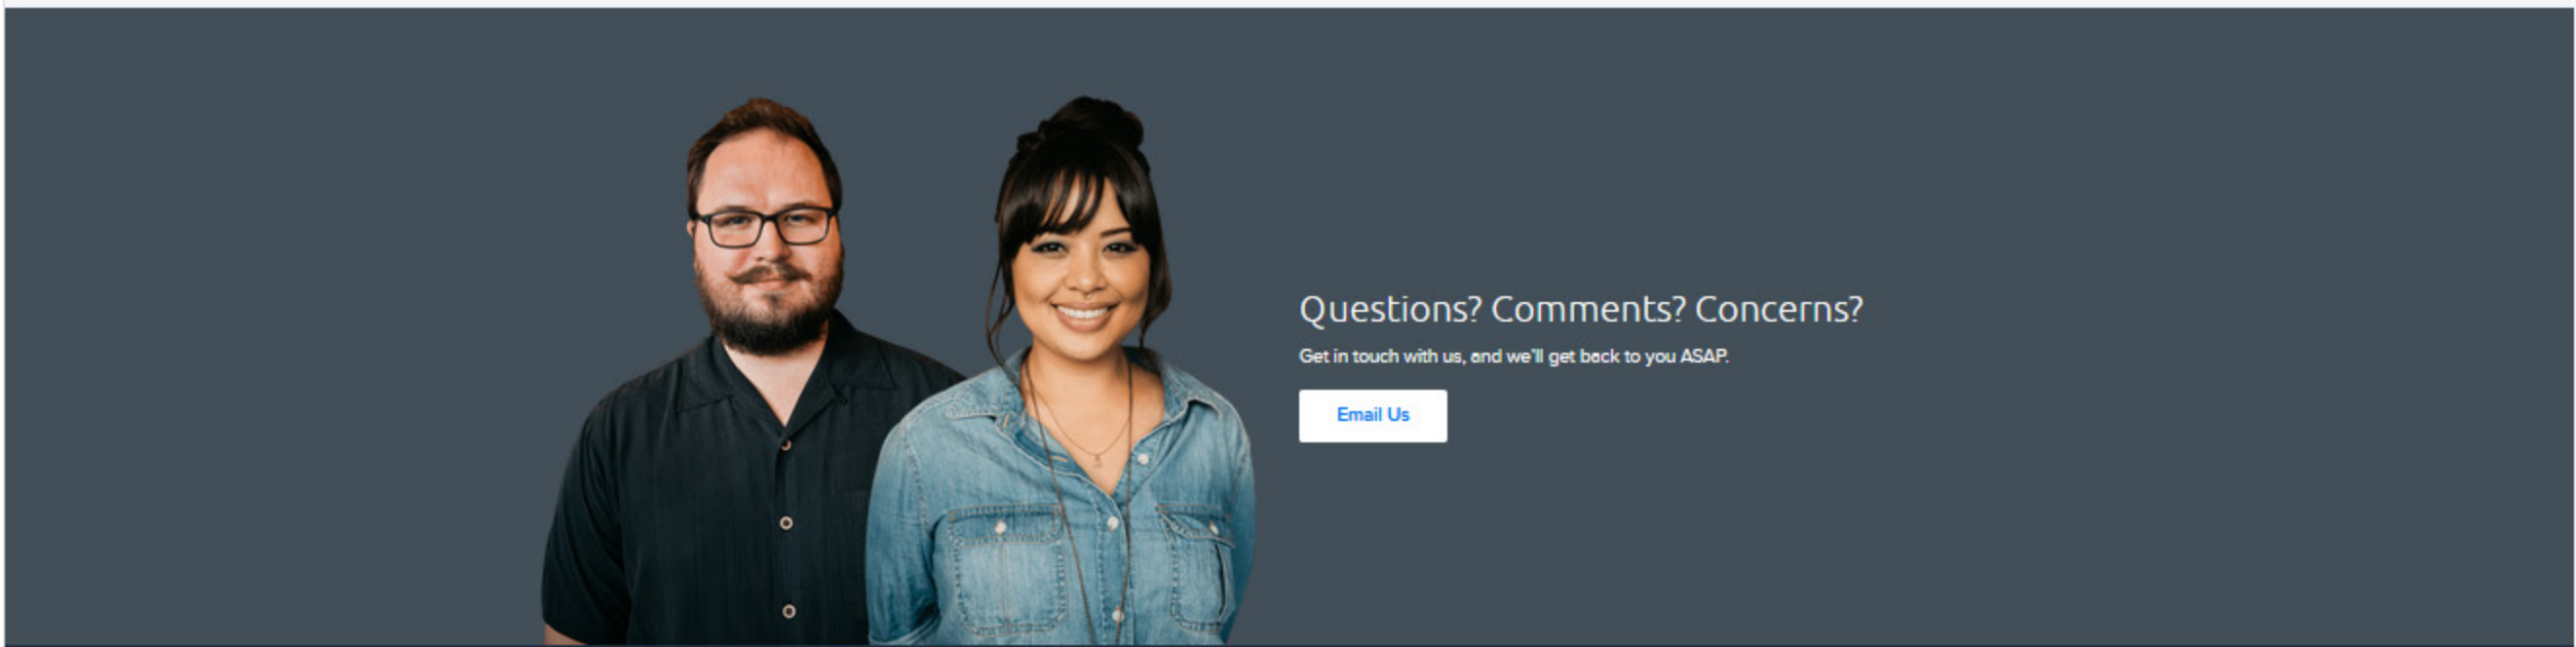 Questions? Comments? Concerns?
Get in touch with us, and we'll get back to you ASAP.
Email Us